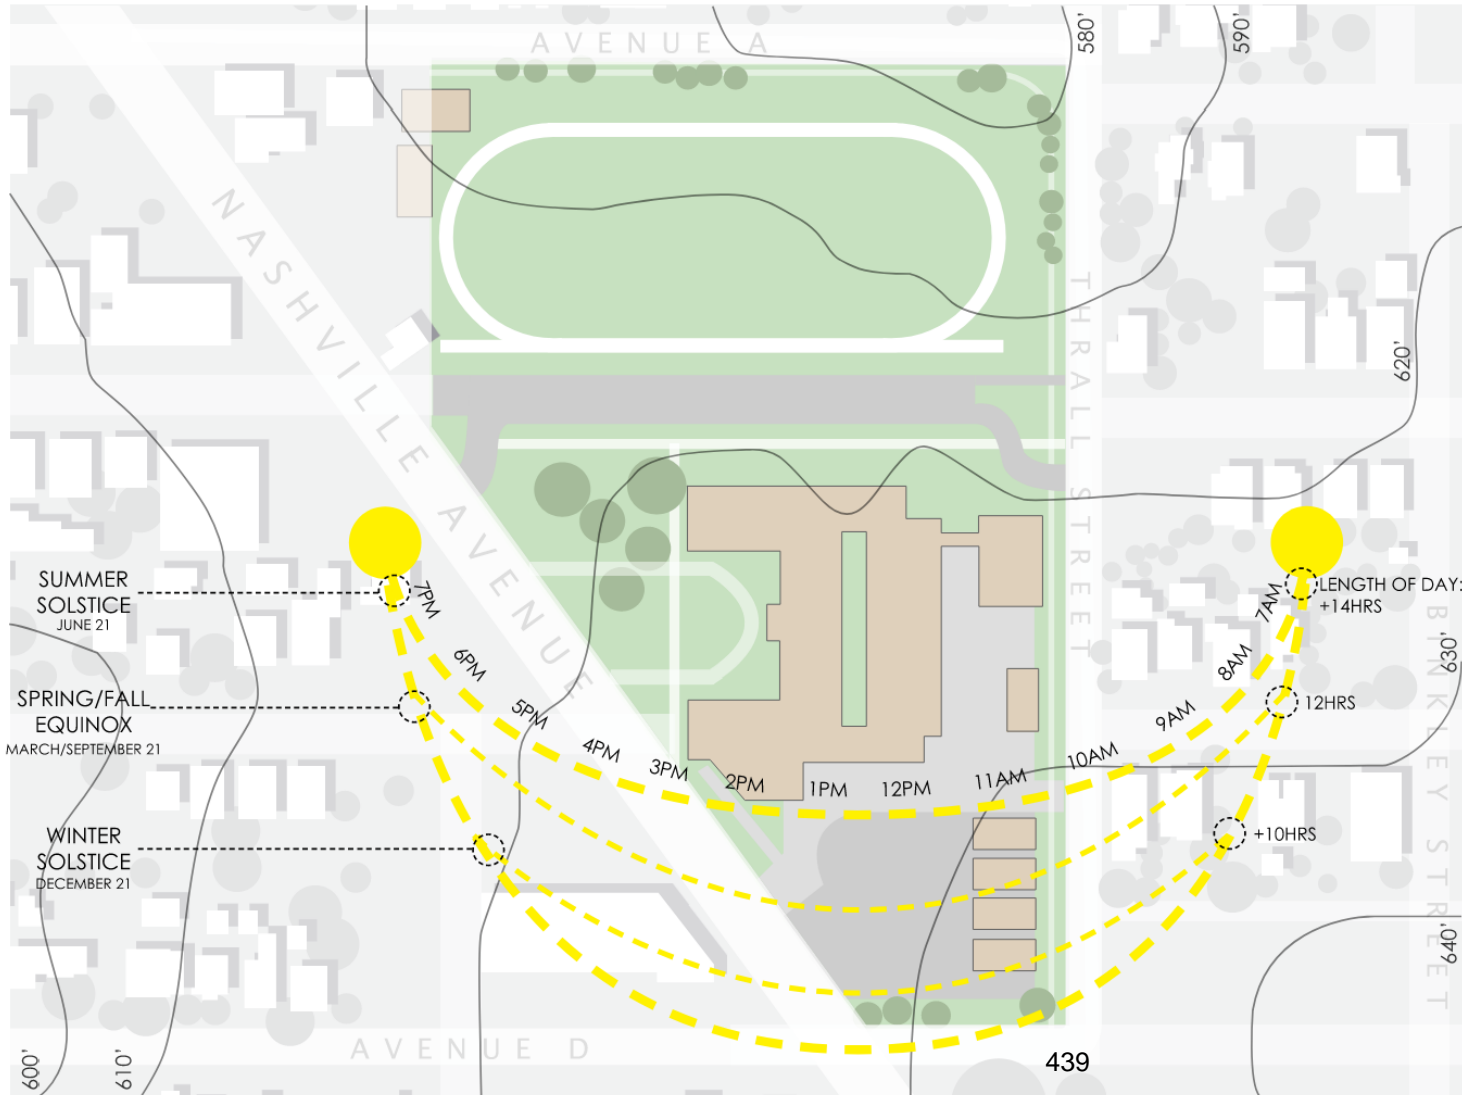 AVENUE A
580'
590'
NASHVILLE AVENUE
THRALL STREET
620'
SUMMER
SOLSTICE
JUNE 21
7PM
6PM
5PM
4PM
3PM
2PM
1PM
12PM
11AM
10AM
9AM
8AM
7AM
LENGTH OF DAY:
+14HRS
SPRING/FALL
EQUINOX
MARCH/SEPTEMBER 21
12HRS
630'
BINKLEY STREET
WINTER
SOLSTICE
DECEMBER 21
+10HRS
640'
600'
610'
AVENUE D
439